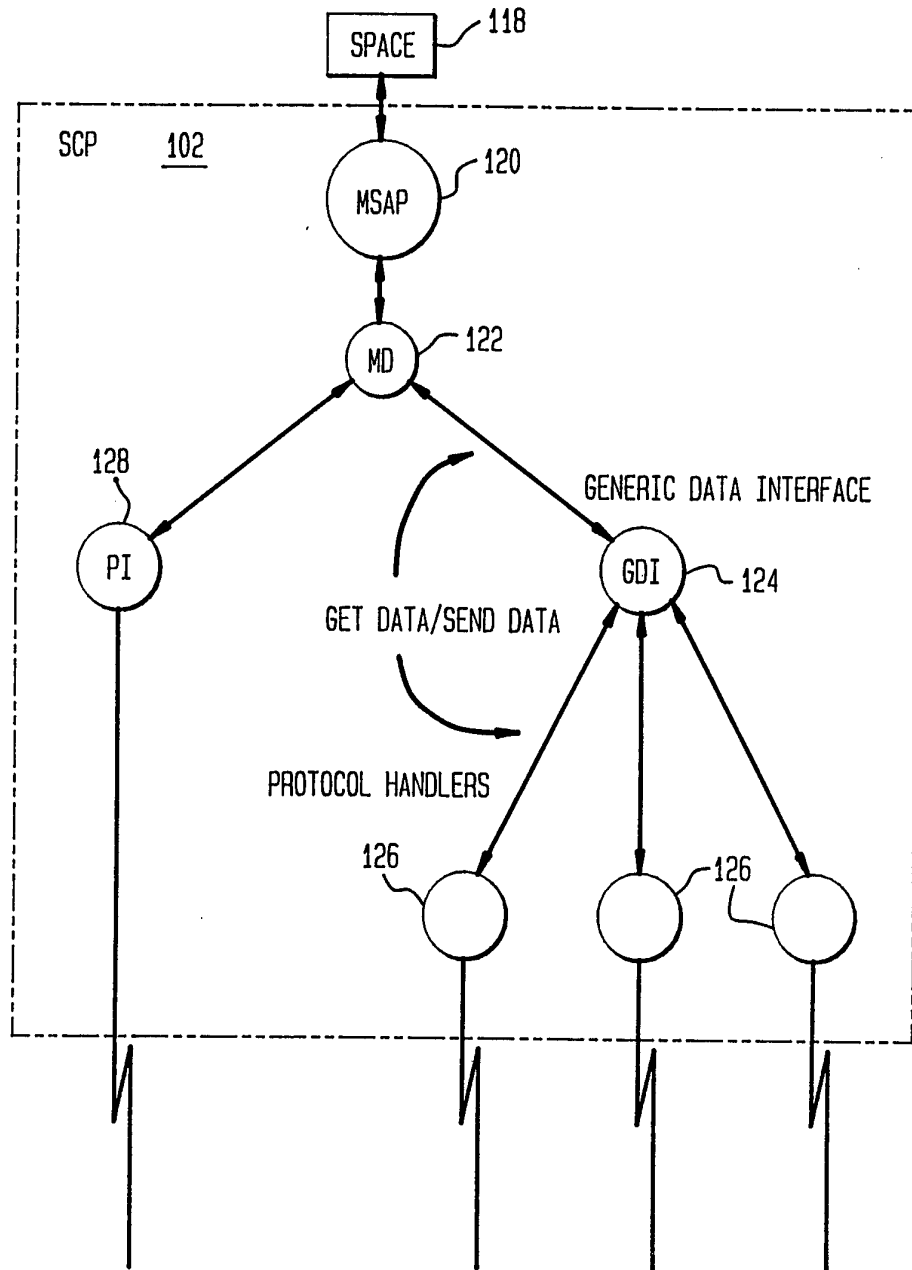 118
SPACE
SCP 102
120
MSAP
122
MD
128
GENERIC DATA INTERFACE
PI
GDI
124
GET DATA/SEND DATA
PROTOCOL HANDLERS
126
126